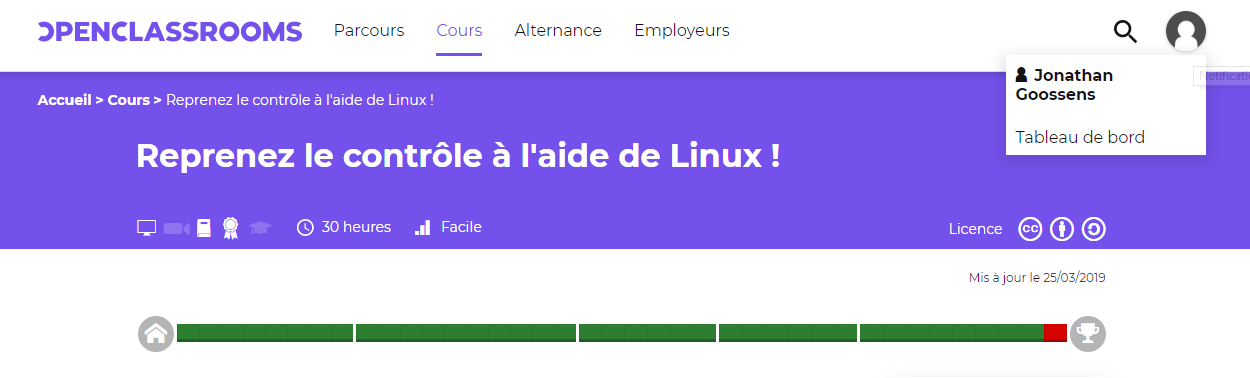 OPENCLASSROOMS Parcours Cours Alternance Employeurs
Jonathan
Goossens
Notificati
Tableau de bord
Accueil > Cours > Reprenez le contrôle à l'aide de Linux !
Reprenez le contrôle à l'aide de Linux !
30 heures Facile
Licence cc
Mis à jour le 25/03/2019